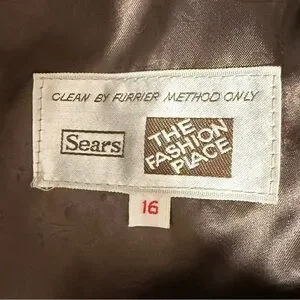 CLEAN BY FURRIER METHOD ONLY
Sears
THE
FASHION
PLACE
16